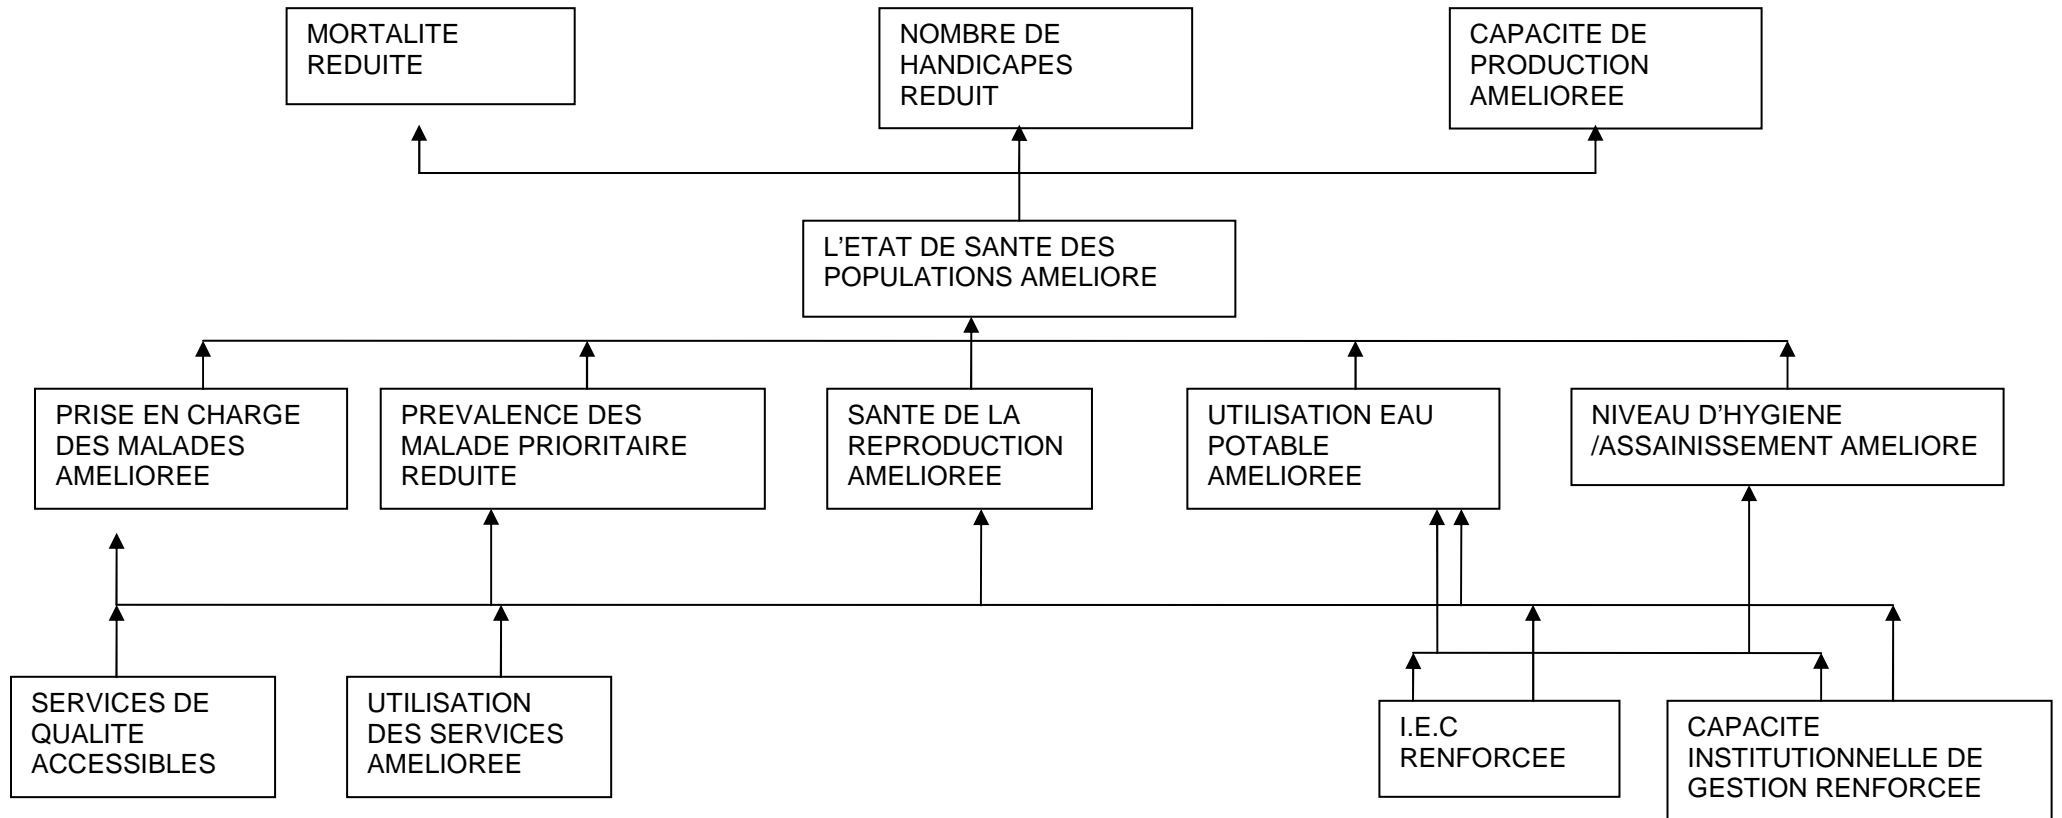 MORTALITE
REDUITE
NOMBRE DE
HANDICAPES
REDUIT
CAPACITE DE
PRODUCTION
AMELIOREE
L'ETAT DE SANTE DES
POPULATIONS AMELIORE
PRISE EN CHARGE
DES MALADES
AMELIOREE
PREVALENCE DES
MALADE PRIORITAIRE
REDUITE
SANTE DE LA
REPRODUCTION
AMELIOREE
UTILISATION EAU
POTABLE
AMELIOREE
NIVEAU D'HYGIENE
/ASSAINISSEMENT AMELIORE
SERVICES DE
QUALITE
ACCESSIBLES
UTILISATION
DES SERVICES
AMELIOREE
I.E.C
RENFORCEE
CAPACITE
INSTITUTIONNELLE DE
GESTION RENFORCEE